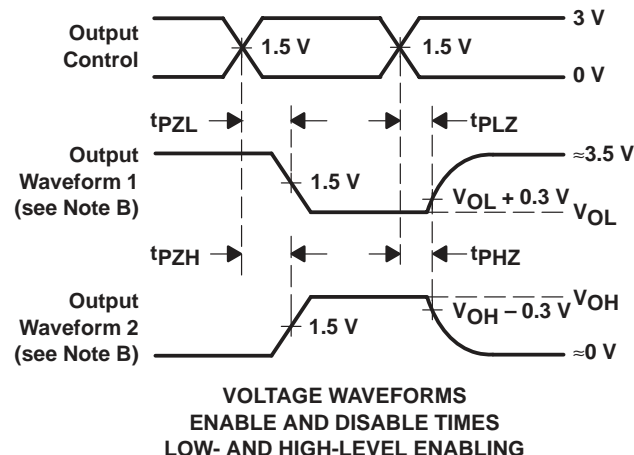 3 V
Output
Control
1.5 V
1.5 V
0 V
tPZL
tPLZ
Output
Waveform 1
(see Note B)
≈3.5 V
1.5 V
VOL + 0.3 V
VOL
tPZH
tPHZ
Output
Waveform 2
(see Note B)
VOH
VOH – 0.3 V
1.5 V
≈0 V
VOLTAGE WAVEFORMS
ENABLE AND DISABLE TIMES
LOW- AND HIGH-LEVEL ENABLING